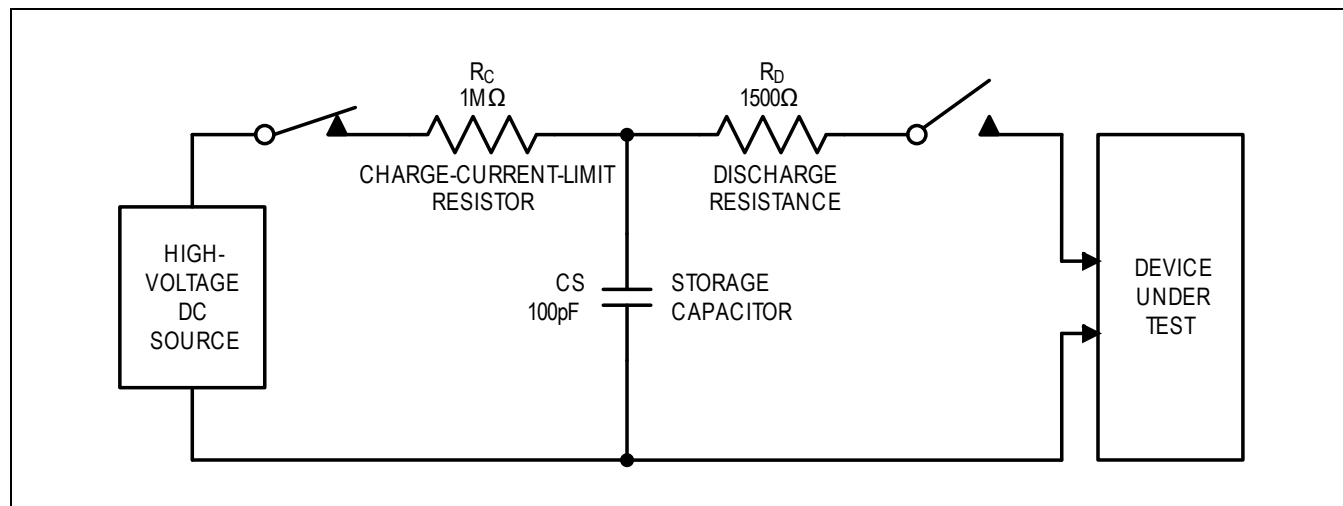 HIGH-
VOLTAGE
DC
SOURCE
R_C
1MΩ
CHARGE-CURRENT-LIMIT
RESISTOR
R_D
1500Ω
DISCHARGE
RESISTANCE
CS
100pF
STORAGE
CAPACITOR
DEVICE
UNDER
TEST